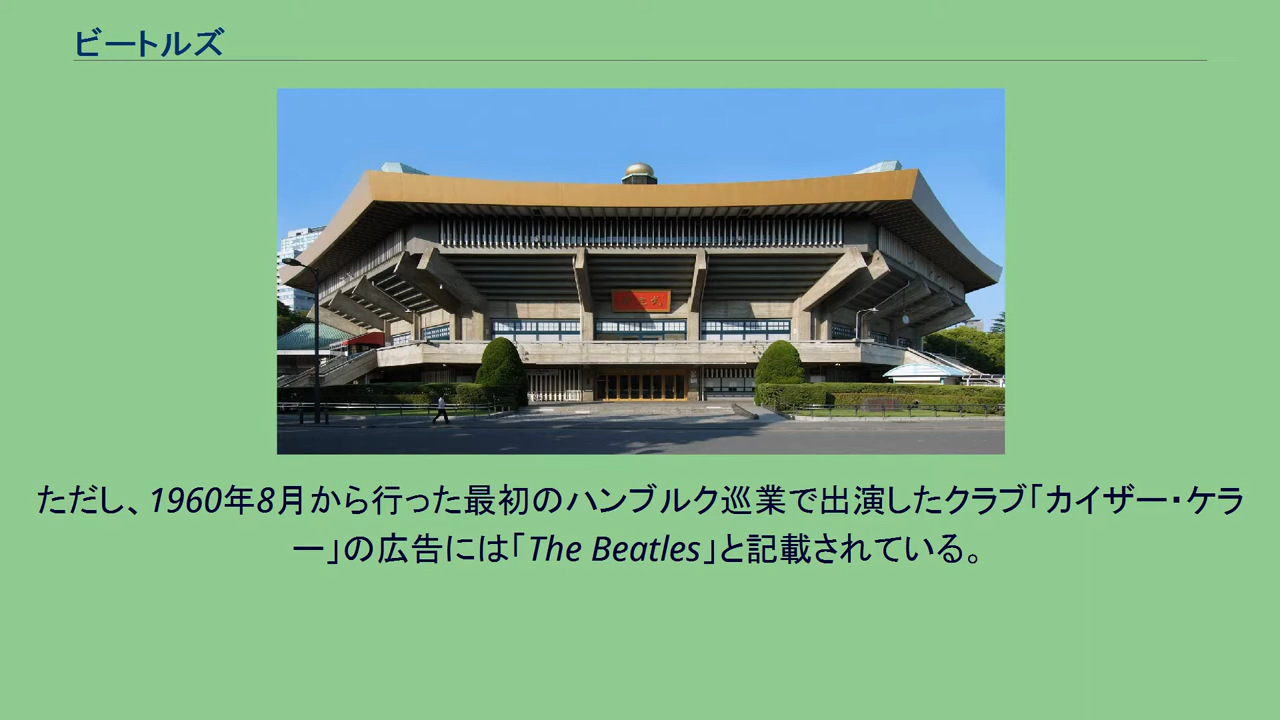 ビートルズ
ただし、1960年8月から行った最初のハンブルク巡業で出演したクラブ「カイザー・ケラ
ー」の広告には「The Beatles」と記載されている。